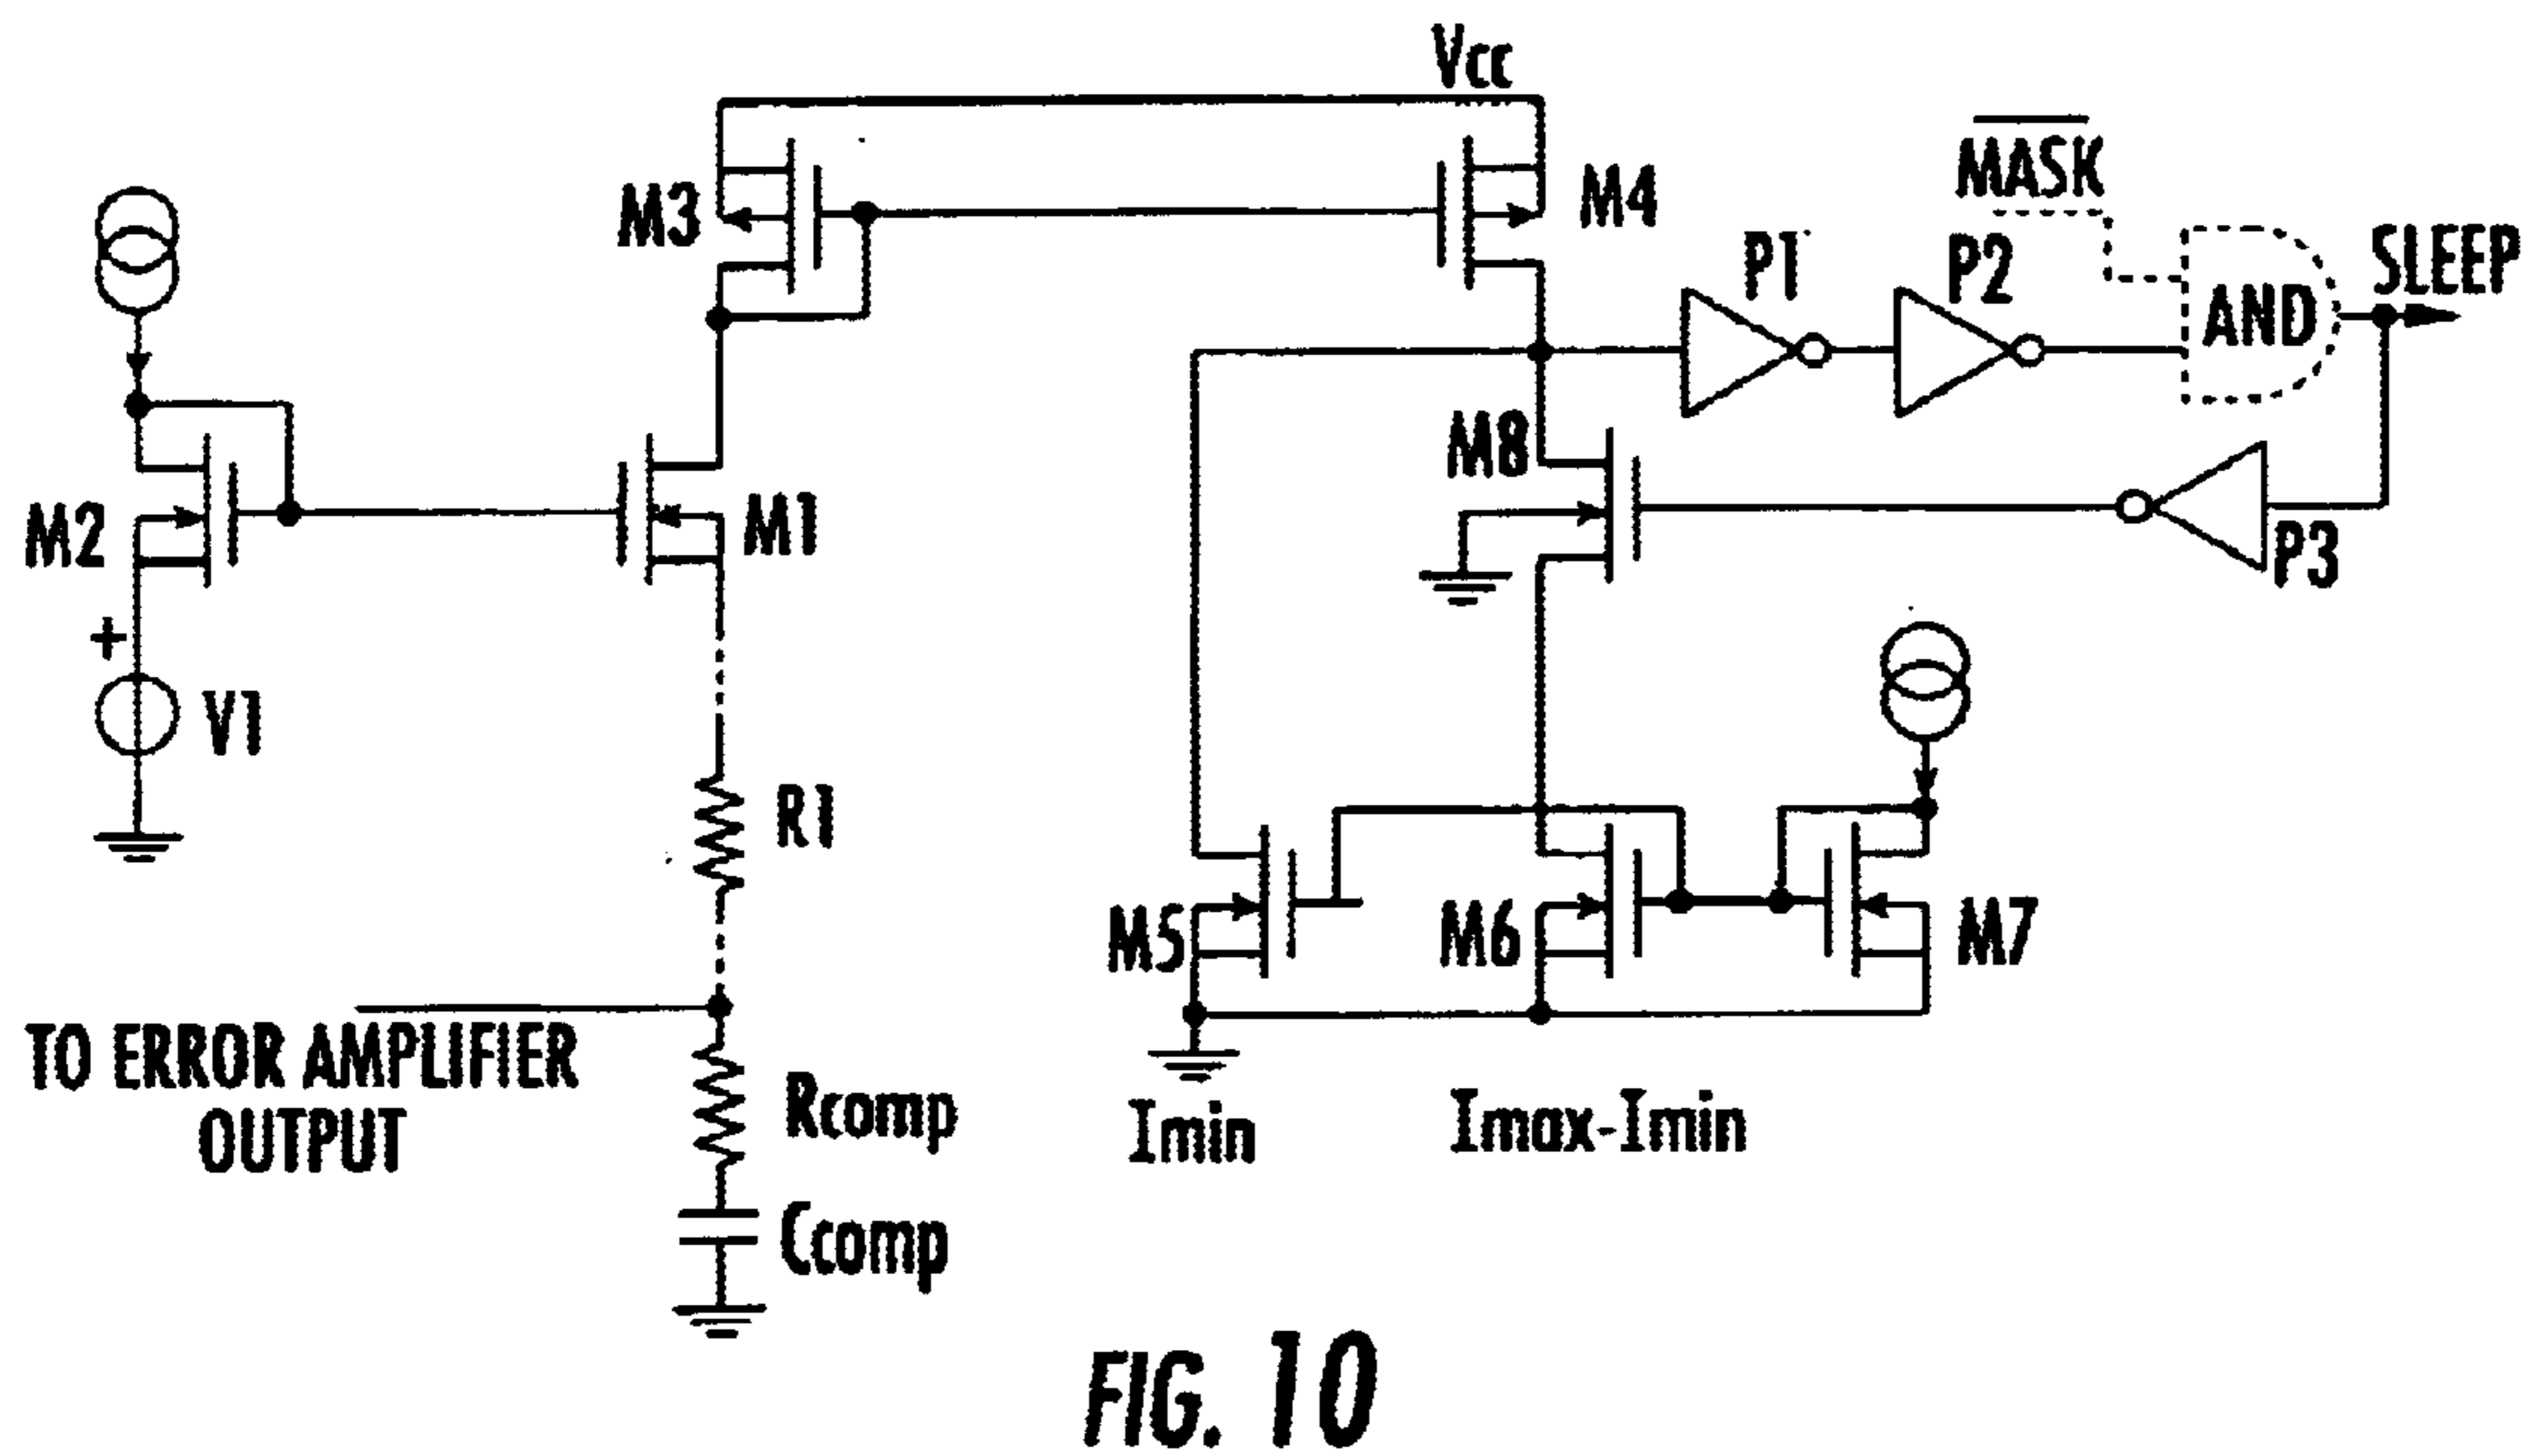 Vcc
MASK
M3
M4
P1
P2
SLEEP
AND
M8
M2
M1
P3
+
V1
R1
M5
M6
M7
TO ERROR AMPLIFIER
OUTPUT
Rcomp
Imin
Imax-Imin
Ccomp
FIG. 10